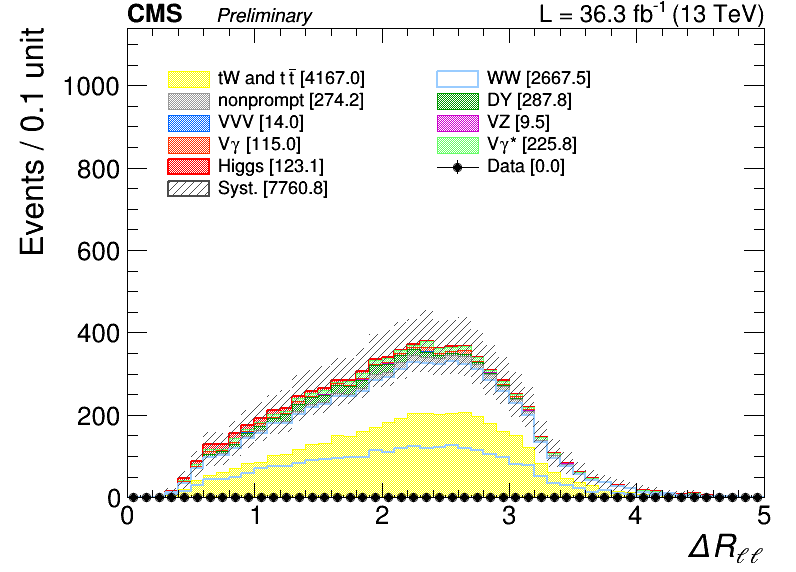 CMS Preliminary L = 36.3 fb⁻¹ (13 TeV)
Events / 0.1 unit
tW and t t̄ [4167.0]
nonprompt [274.2]
VVV [14.0]
Vγ [115.0]
Higgs [123.1]
Syst. [7760.8]
WW [2667.5]
DY [287.8]
VZ [9.5]
Vγ* [225.8]
Data [0.0]
1000
800
600
400
200
0
0 1 2 3 4 5
ΔRℓℓ